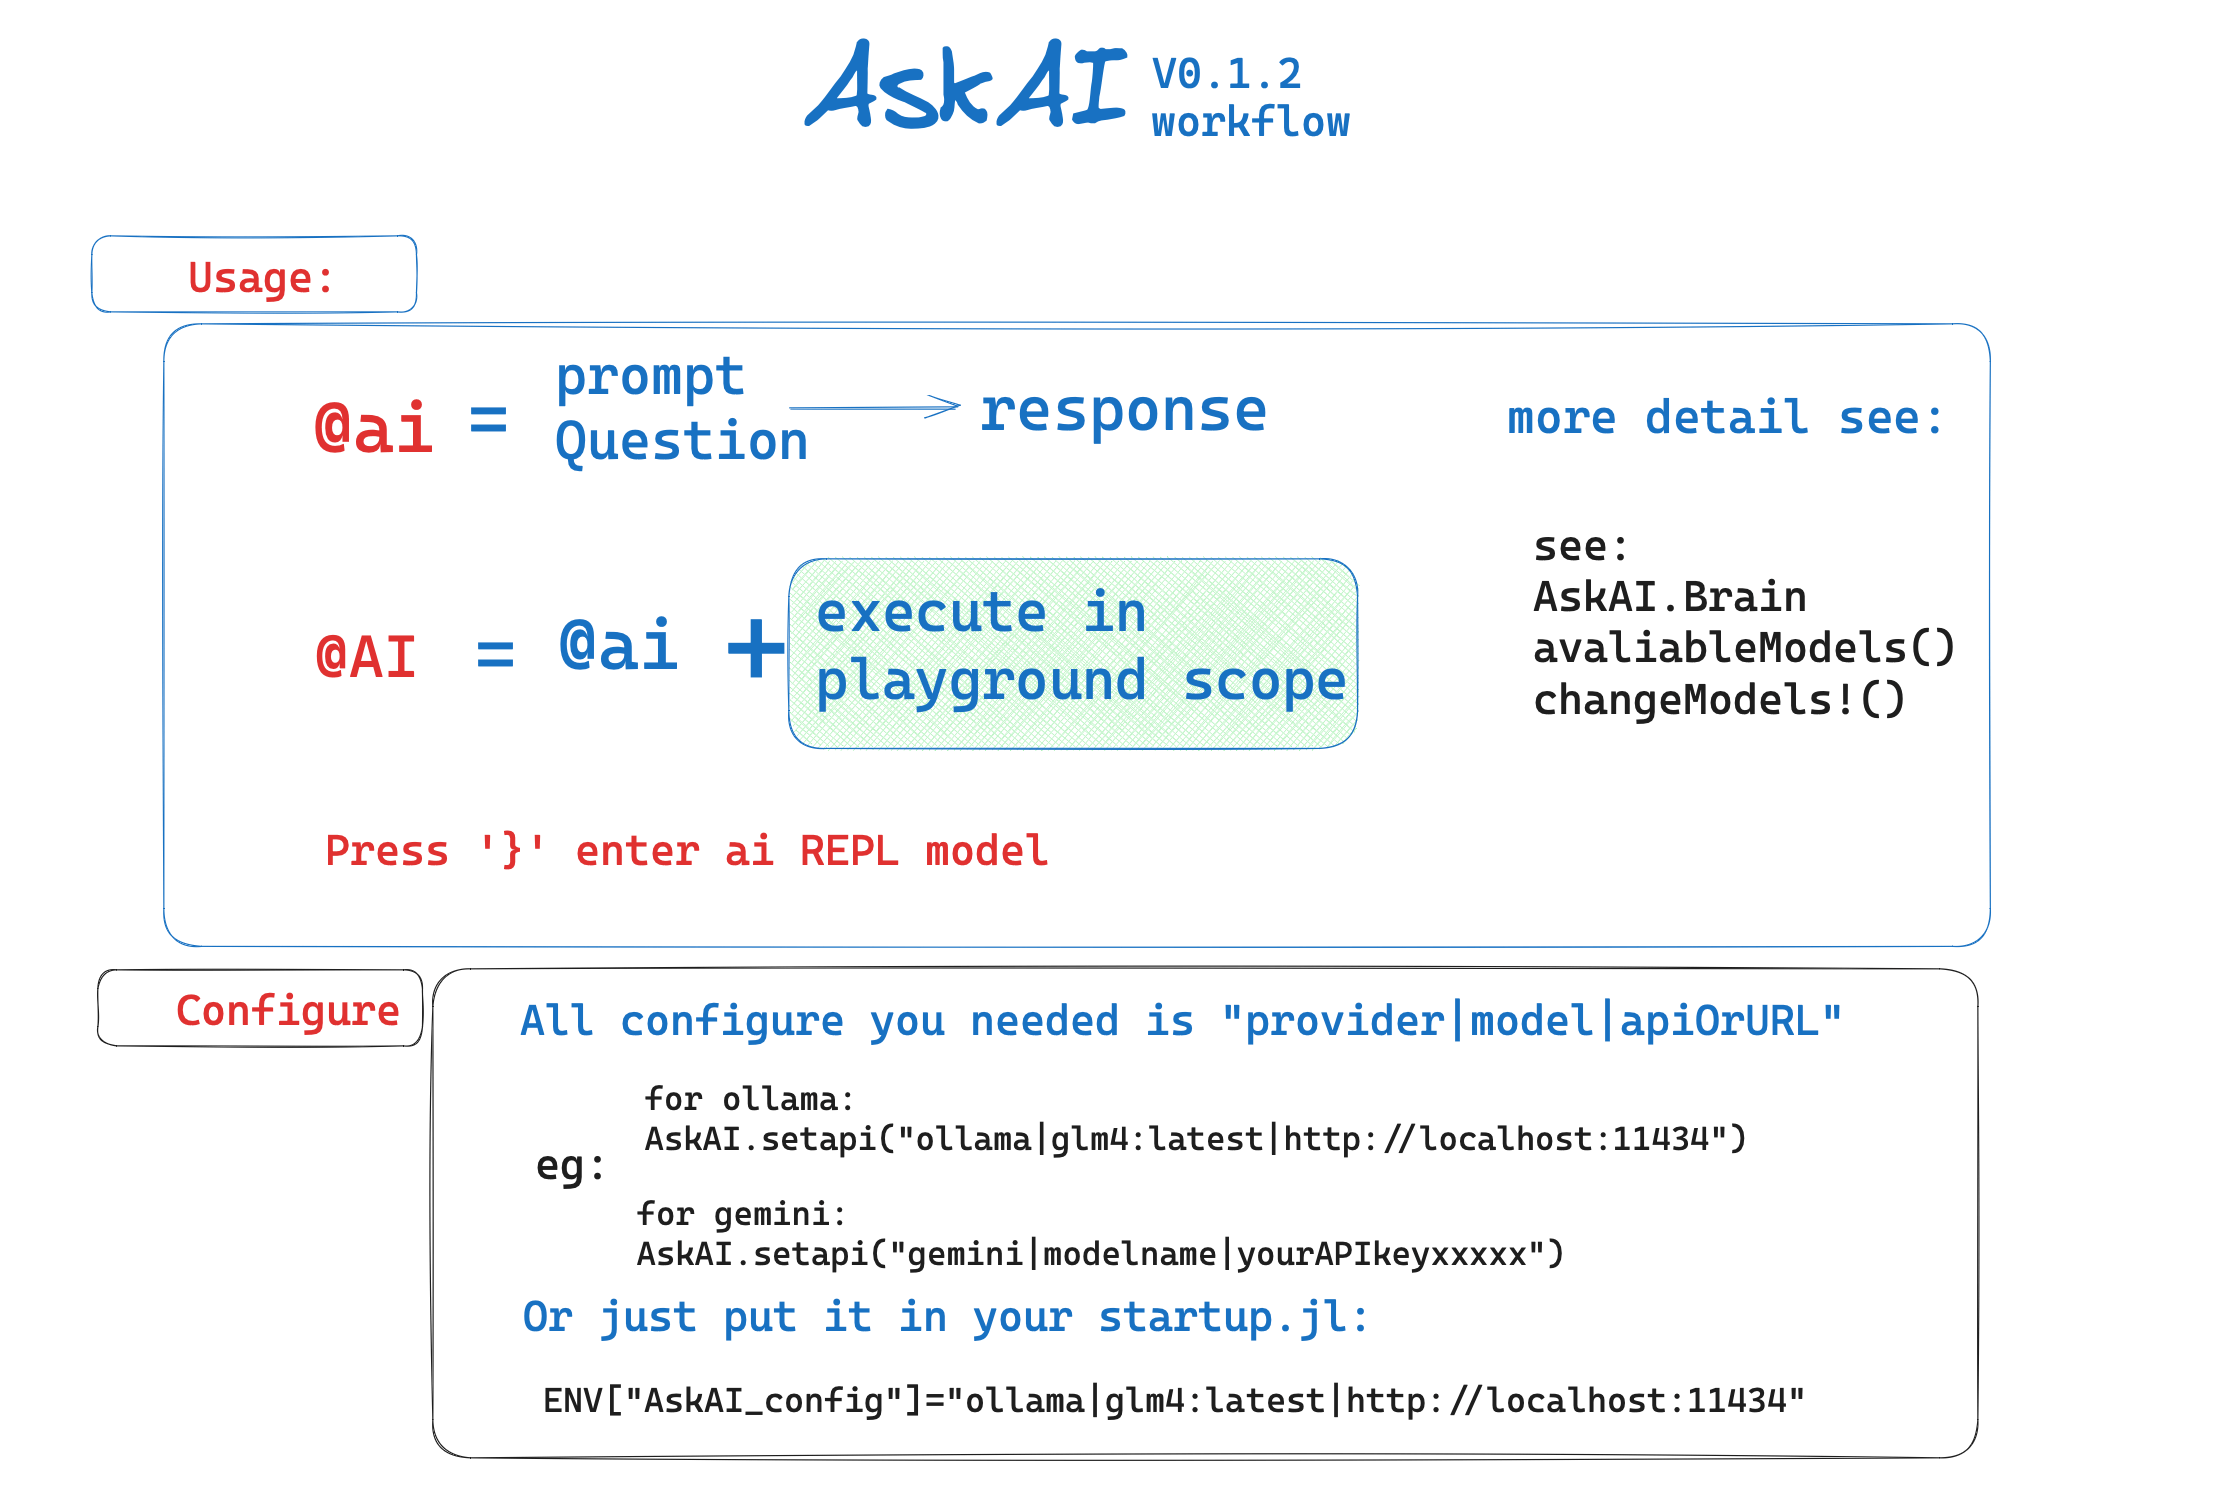 AskAI
V0.1.2
workflow
Usage:
@ai = prompt
Question
response
more detail see:
@AI = @ai +
execute in
playground scope
see:
AskAI.Brain
avaliableModels()
changeModels!()
Press '}' enter ai REPL model
Configure
All configure you needed is "provider|model|apiOrURL"
eg:
for ollama:
AskAI.setapi("ollama|glm4:latest|http://localhost:11434")
for gemini:
AskAI.setapi("gemini|modelname|yourAPIkeyxxxxx")
Or just put it in your startup.jl:
ENV["AskAI_config"]="ollama|glm4:latest|http://localhost:11434"